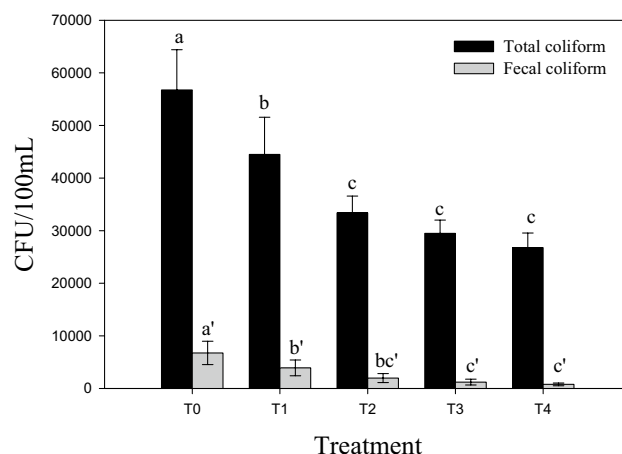 70000
60000
50000
40000
30000
20000
10000
0
CFU/100mL
Total coliform
Fecal coliform
a
b
c
c
c
a'
b'
bc'
c'
c'
T0
T1
T2
T3
T4
Treatment